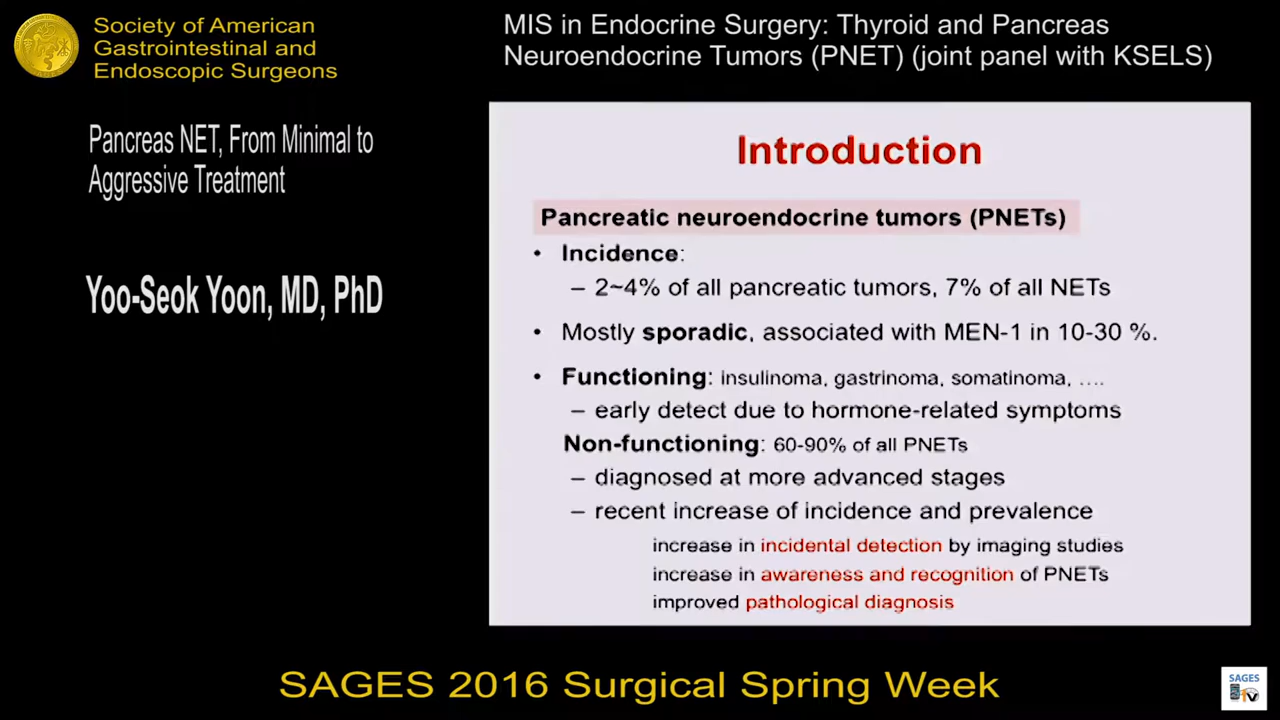 Society of American
Gastrointestinal and
Endoscopic Surgeons
MIS in Endocrine Surgery: Thyroid and Pancreas
Neuroendocrine Tumors (PNET) (joint panel with KSELS)
Pancreas NET, From Minimal to
Aggressive Treatment
Yoo-Seok Yoon, MD, PhD
Introduction
Pancreatic neuroendocrine tumors (PNETs)
• Incidence:
– 2~4% of all pancreatic tumors, 7% of all NETs
• Mostly sporadic, associated with MEN-1 in 10-30 %.
• Functioning: insulinoma, gastrinoma, somatinoma, ....
– early detect due to hormone-related symptoms
Non-functioning: 60-90% of all PNETs
– diagnosed at more advanced stages
– recent increase of incidence and prevalence
increase in incidental detection by imaging studies
increase in awareness and recognition of PNETs
improved pathological diagnosis
SAGES 2016 Surgical Spring Week
SAGES
TV